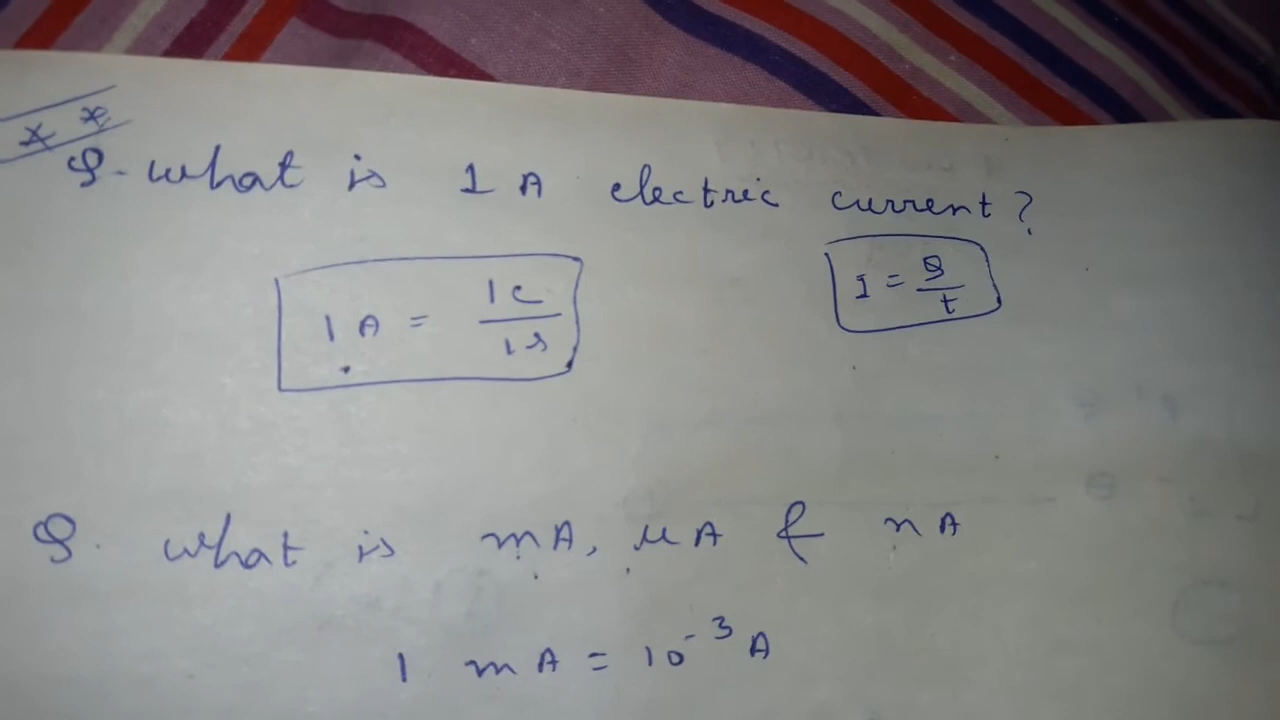 * *
Q. What is 1 A electric current?
1 A = 1C/1s
I = Q/t
Q. What is mA, μA & nA
1 mA = 10⁻³ A